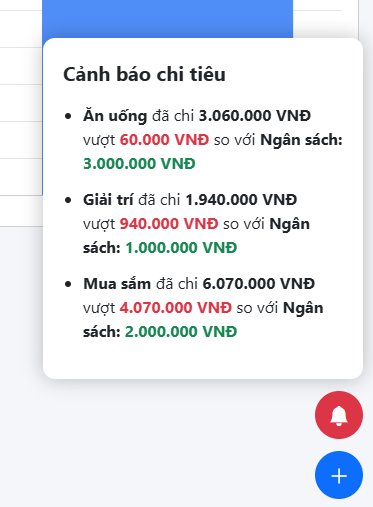 Cảnh báo chi tiêu
Ăn uống đã chi 3.060.000 VNĐ
vượt 60.000 VNĐ so với Ngân sách:
3.000.000 VNĐ
Giải trí đã chi 1.940.000 VNĐ
vượt 940.000 VNĐ so với Ngân
sách: 1.000.000 VNĐ
Mua sắm đã chi 6.070.000 VNĐ
vượt 4.070.000 VNĐ so với Ngân
sách: 2.000.000 VNĐ